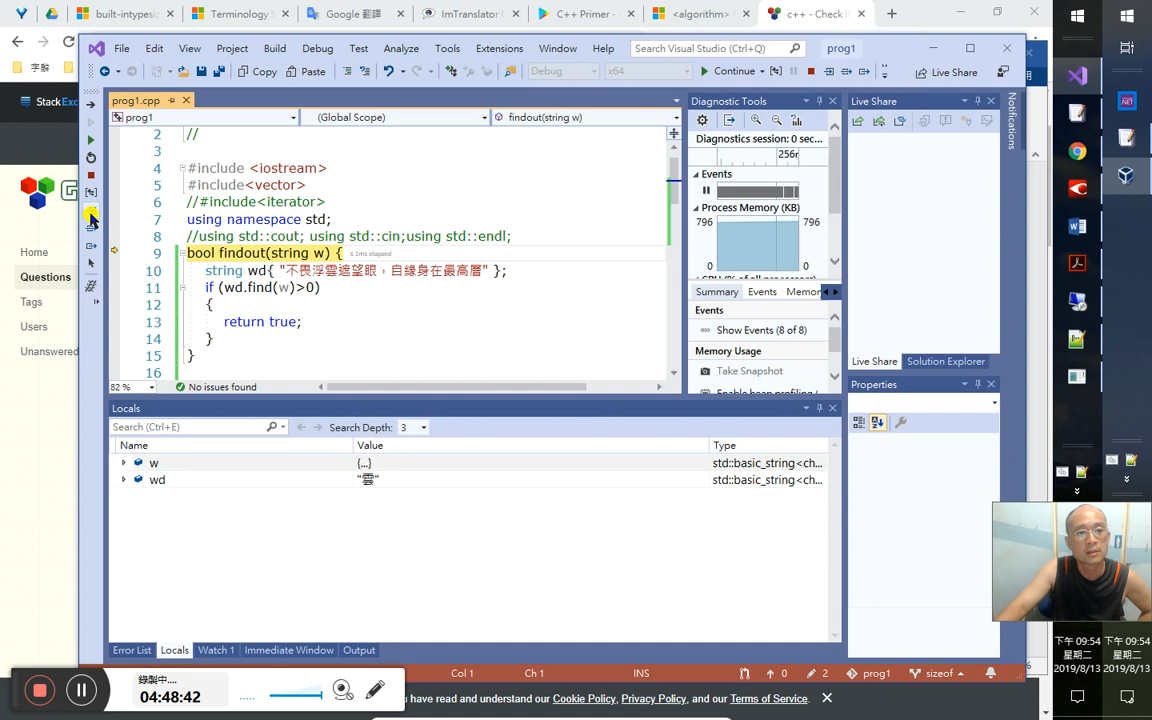 built-intypesiz
Terminology
Google 翻譯
ImTranslator
C++ Primer -
<algorithm>
c++ - Check i
字辭
StackExc
Home
Questions
Tags
Users
Unanswered
File Edit View Project Build Debug Test Analyze Tools Extensions Window Help Search Visual Studio (Ctrl+Q) prog1
Copy Paste Debug x64 Continue Live Share
prog1.cpp
prog1 (Global Scope) findout(string w)
2 //
3
4 #include <iostream>
5 #include<vector>
6 //#include<iterator>
7 using namespace std;
8 //using std::cout; using std::cin;using std::endl;
9 bool findout(string w) { ≤ 1ms elapsed
10 string wd{ "不畏浮雲遮望眼，自緣身在最高層" };
11 if (wd.find(w)>0)
12 {
13 return true;
14 }
15 }
16
82 % No issues found
Diagnostic Tools
Diagnostics session: 0 sec...
256r
Events
Process Memory (KB)
796 796
0 0
Summary Events Memor
Events
Show Events (8 of 8)
Memory Usage
Take Snapshot
Live Share
Live Share Solution Explorer
Properties
Notifications
Locals
Search (Ctrl+E) Search Depth: 3
Name Value Type
w {...} std::basic_string<ch...
wd "雲" std::basic_string<ch...
Error List Locals Watch 1 Immediate Window Output
Col 1 Ch 1 INS 0 2 prog1 sizeof
錄製中...
04:48:42
have read and understand our Cookie Policy, Privacy Policy, and our Terms of Service.
下午 09:54 下午 09:54
星期二 星期二
2019/8/13 2019/8/13